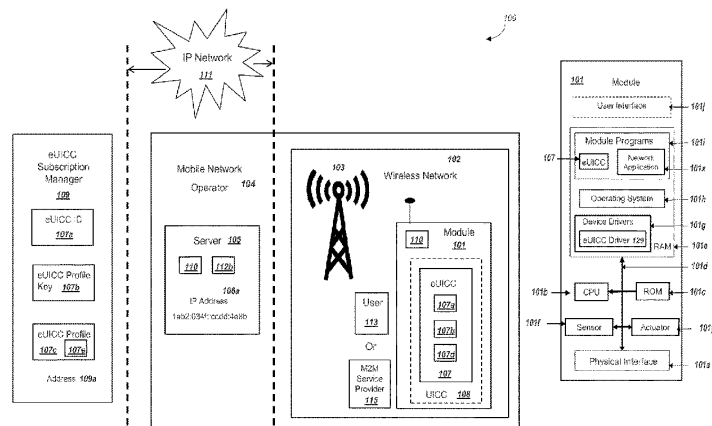 100
IP Network
111
eUICC
Subscription
Manager
109
eUICC ID
107a
eUICC Profile
Key 107b
eUICC Profile
107c 107e
Address 109a
Mobile Network
Operator 104
Server 105
110 112b
106a
IP Address
103 102
Wireless Network
110
Module
101
eUICC
107a
107b
107d
107
UICC 108
User
113
Or
M2M
Service
Provider
115
101
Module
User Interface 101j
Module Programs 101i
107 eUICC
Network
Application 101x
Operating System 101h
Device Drivers 101g
eUICC Driver 129
RAM 101e
101d
101b CPU ROM 101c
101f Sensor Actuator
Physical Interface 101a